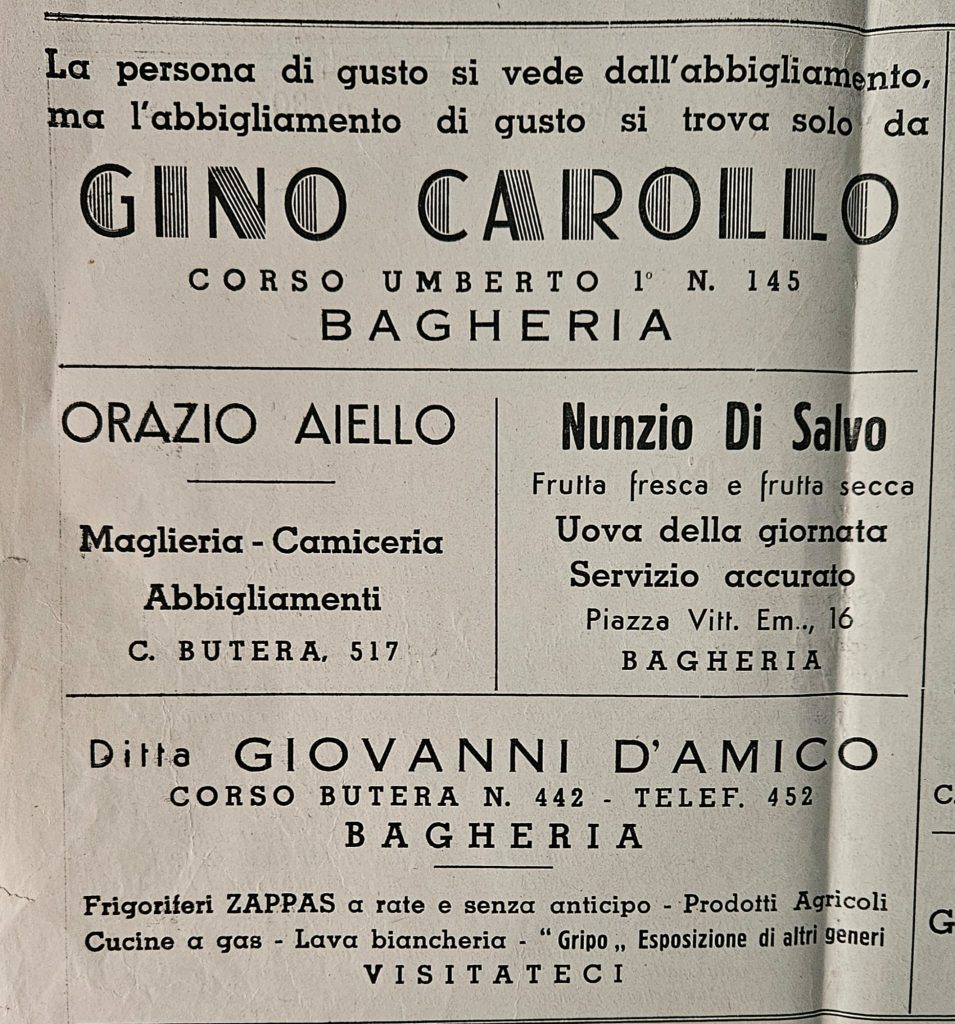 La persona di gusto si vede dall'abbigliamento,
ma l'abbigliamento di gusto si trova solo da
GINO CAROLLO
CORSO UMBERTO 1º N. 145
BAGHERIA
ORAZIO AIELLO
Maglieria - Camiceria
Abbigliamenti
C. BUTERA, 517
Nunzio Di Salvo
Frutta fresca e frutta secca
Uova della giornata
Servizio accurato
Piazza Vitt. Em.., 16
BAGHERIA
Ditta GIOVANNI D'AMICO
CORSO BUTERA N. 442 - TELEF. 452
BAGHERIA
Frigoriferi ZAPPAS a rate e senza anticipo - Prodotti Agricoli
Cucine a gas - Lava biancheria - “ Gripo „ Esposizione di altri generi
VISITATECI
C.
G